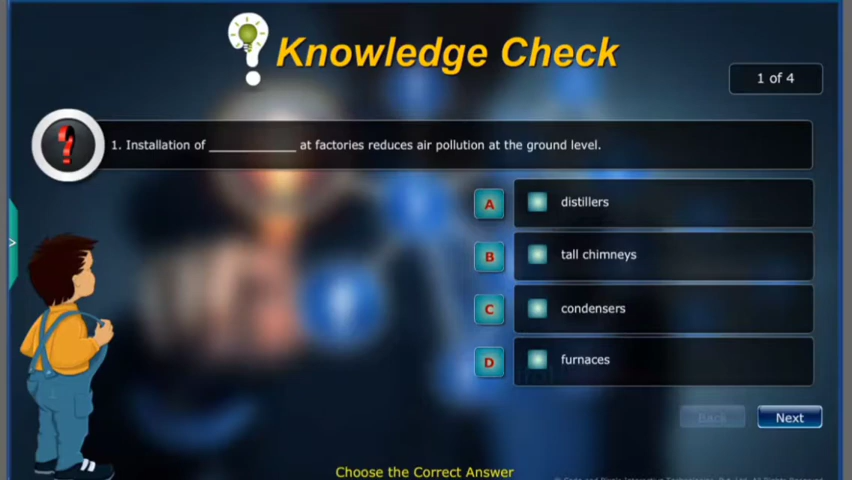 Knowledge Check
1 of 4
1. Installation of _____________ at factories reduces air pollution at the ground level.
A distillers
B tall chimneys
C condensers
D furnaces
Back Next
Choose the Correct Answer